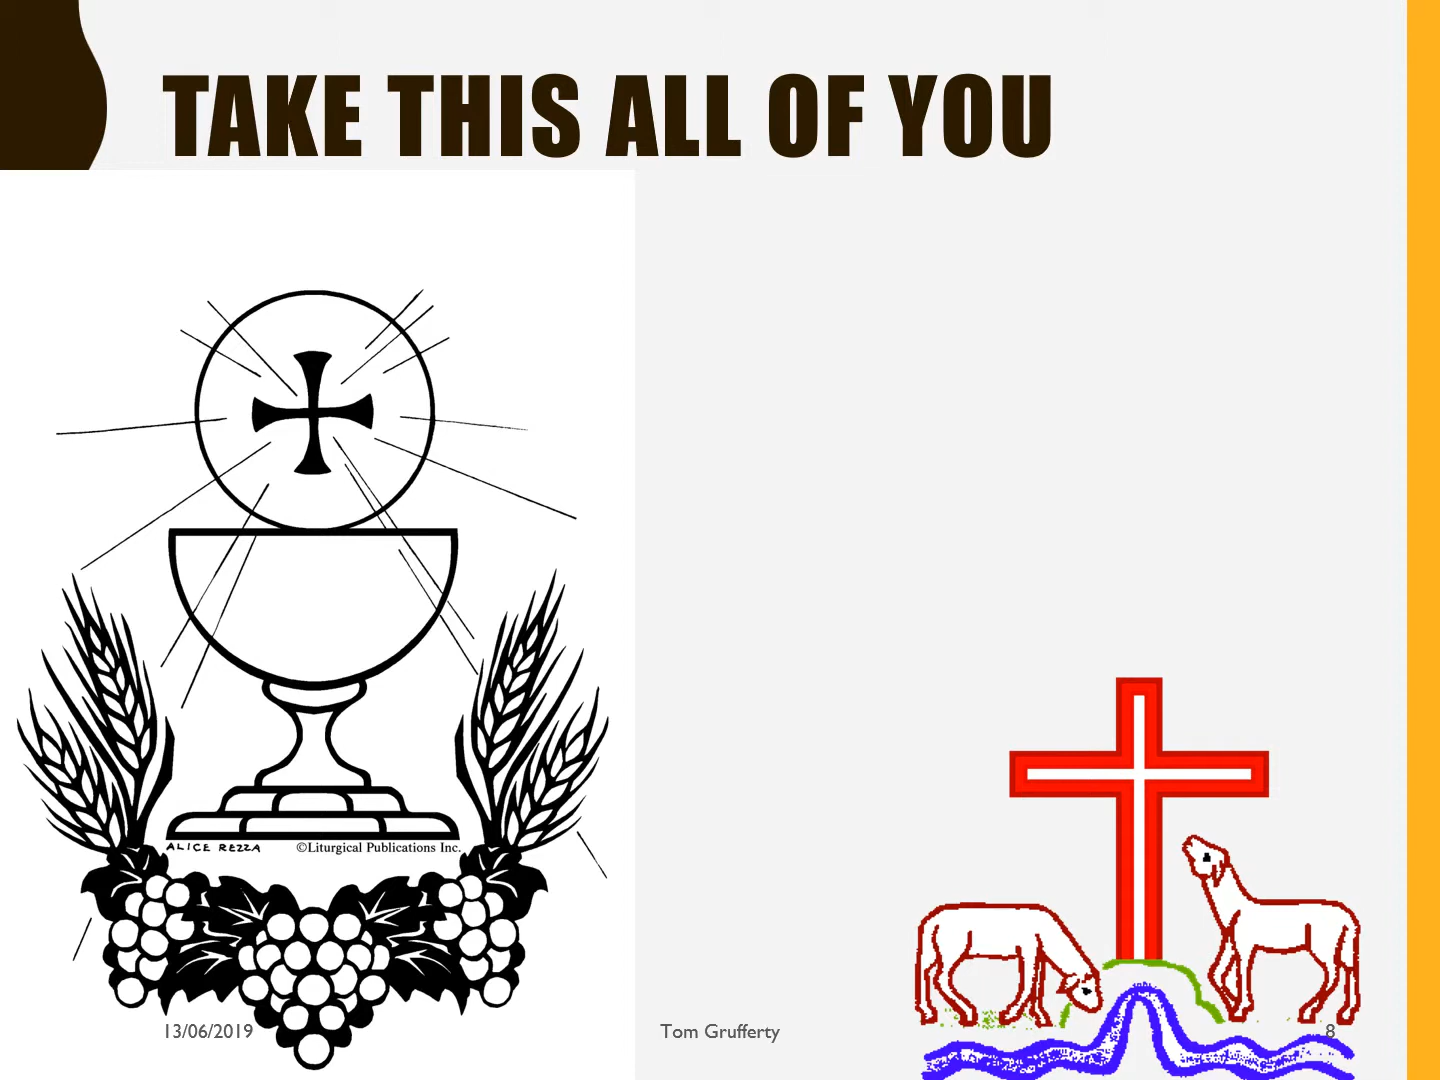 TAKE THIS ALL OF YOU
ALICE REZZA
©Liturgical Publications Inc.
13/06/2019
Tom Grufferty
8